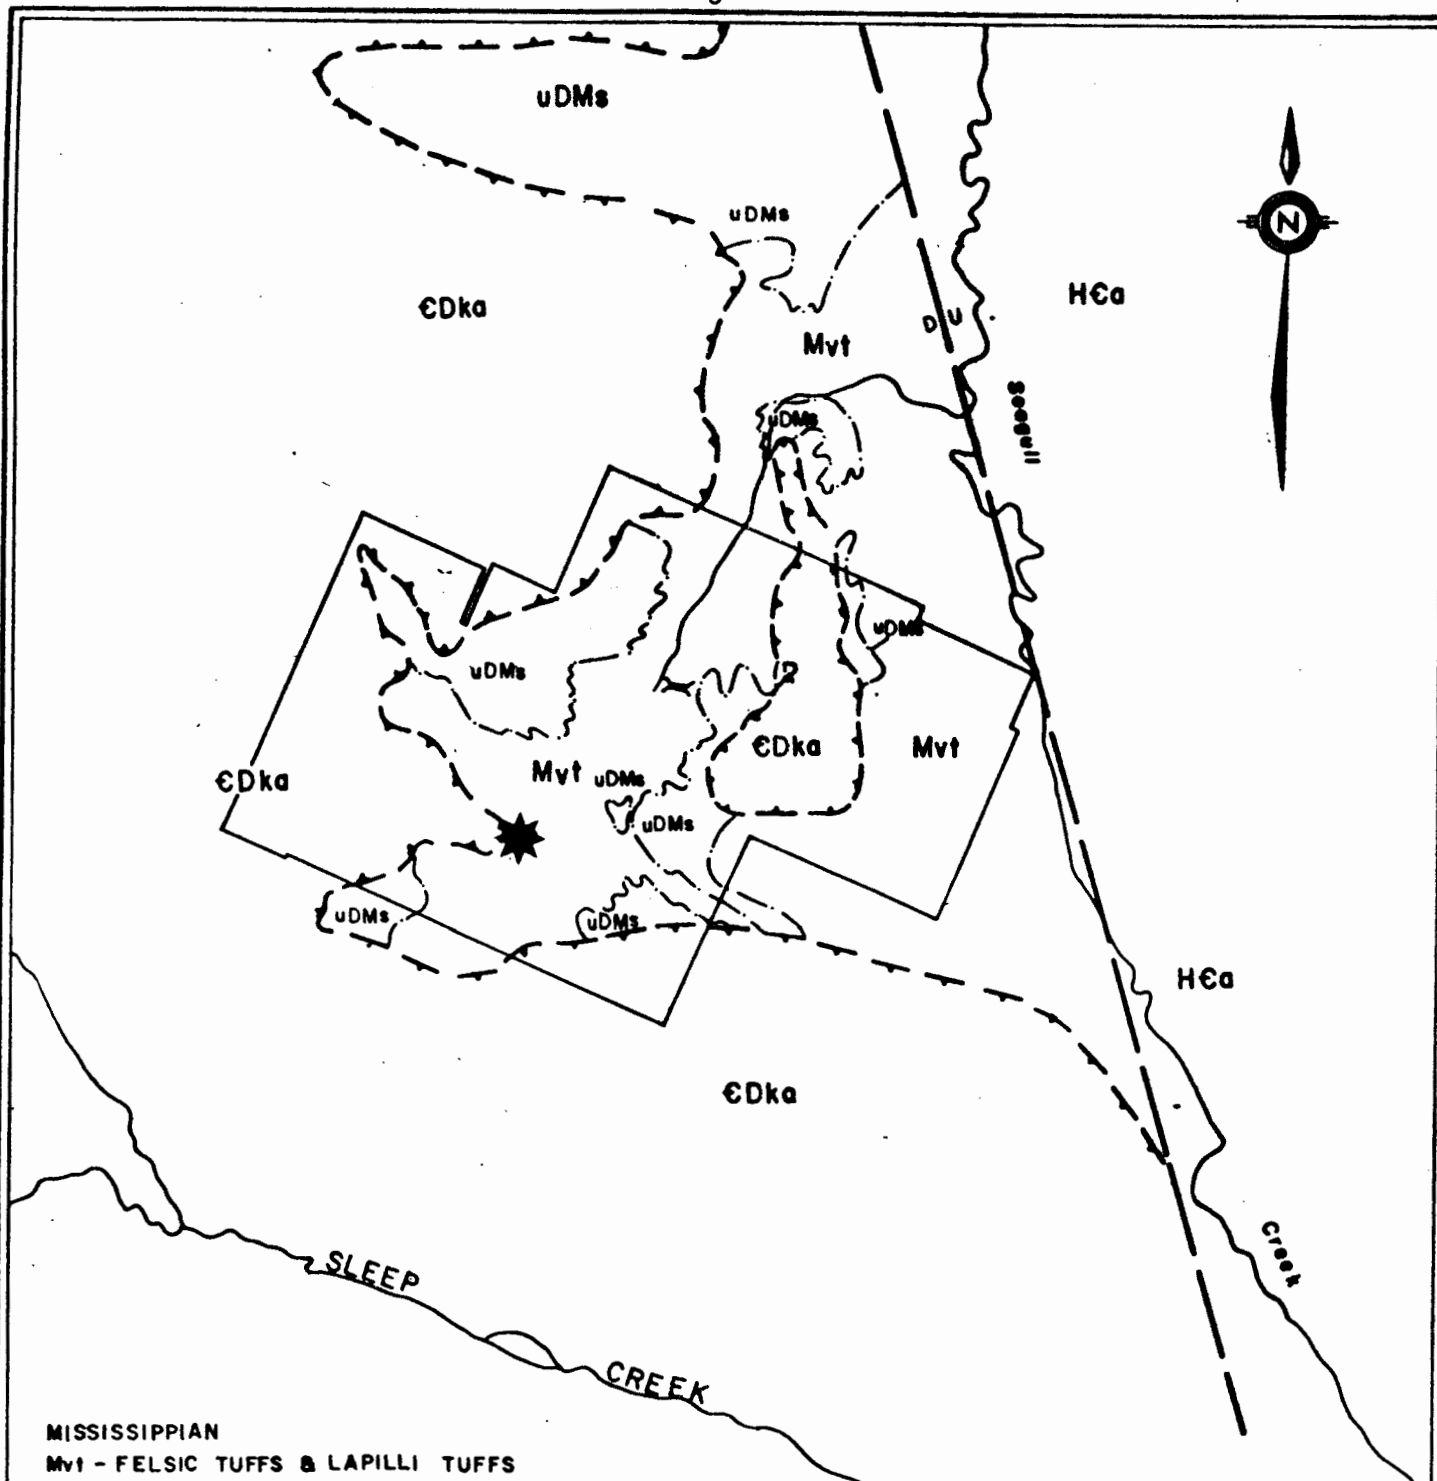 uDMs
uDMs
N
ЄDka
HЄa
D U
Mvt
Seagull
uDMs
uDMs
uDMs
ЄDka
Mvt
ЄDka
Mvt
uDMs
uDMs
uDMs
uDMs
HЄa
ЄDka
Creek
SLEEP
CREEK
MISSISSIPPIAN
Mvt - FELSIC TUFFS & LAPILLI TUFFS